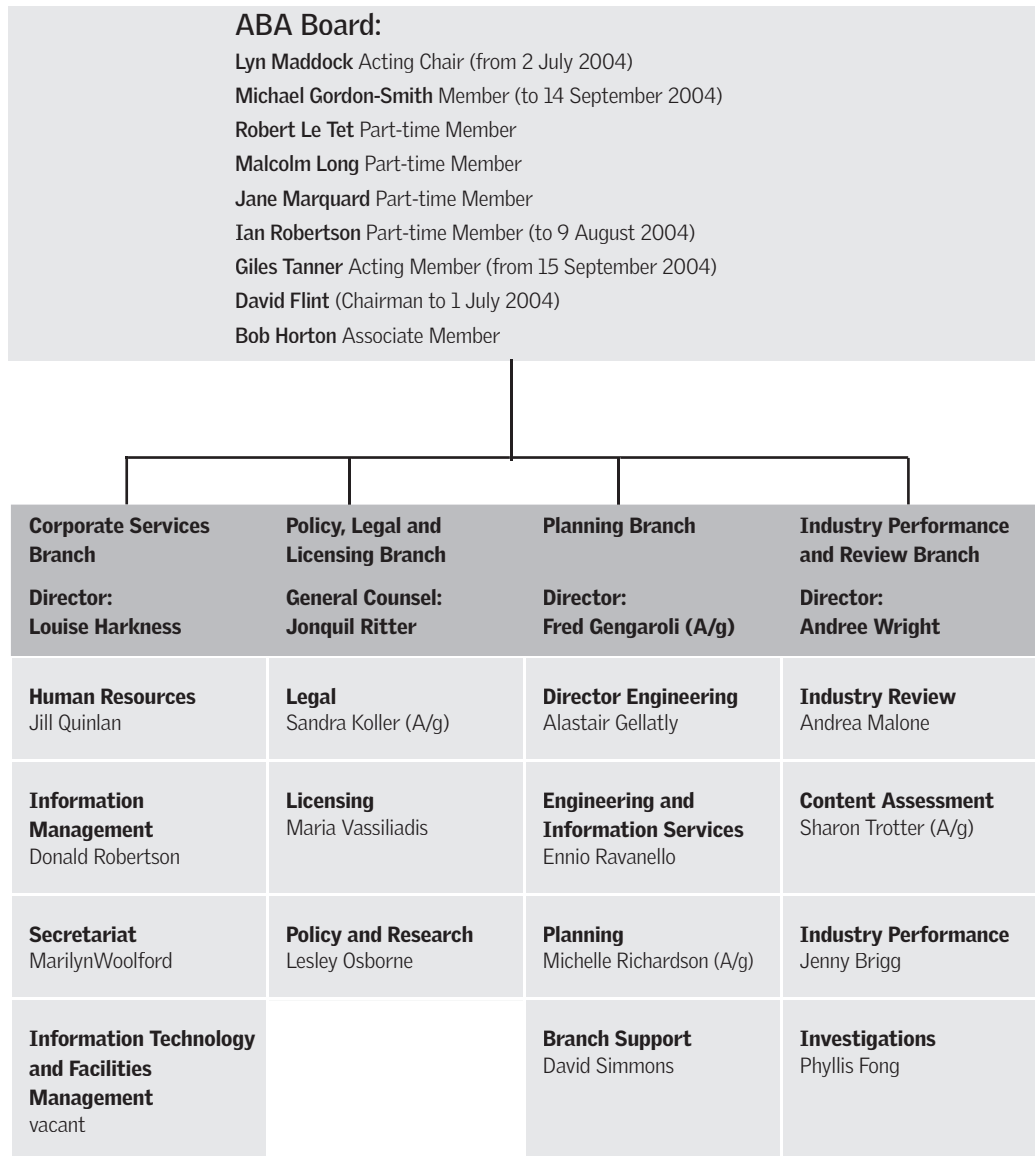 ABA Board:
Lyn Maddock Acting Chair (from 2 July 2004)
Michael Gordon-Smith Member (to 14 September 2004)
Robert Le Tet Part-time Member
Malcolm Long Part-time Member
Jane Marquard Part-time Member
Ian Robertson Part-time Member (to 9 August 2004)
Giles Tanner Acting Member (from 15 September 2004)
David Flint (Chairman to 1 July 2004)
Bob Horton Associate Member
Corporate Services
Branch
Director:
Louise Harkness
Human Resources
Jill Quinlan
Information
Management
Donald Robertson
Secretariat
MarilynWoolford
Information Technology
and Facilities
Management
vacant
Policy, Legal and
Licensing Branch
General Counsel:
Jonquil Ritter
Legal
Sandra Koller (A/g)
Licensing
Maria Vassiliadis
Policy and Research
Lesley Osborne
Planning Branch
Director:
Fred Gengaroli (A/g)
Director Engineering
Alastair Gellatly
Engineering and
Information Services
Ennio Ravanello
Planning
Michelle Richardson (A/g)
Branch Support
David Simmons
Industry Performance
and Review Branch
Director:
Andree Wright
Industry Review
Andrea Malone
Content Assessment
Sharon Trotter (A/g)
Industry Performance
Jenny Brigg
Investigations
Phyllis Fong